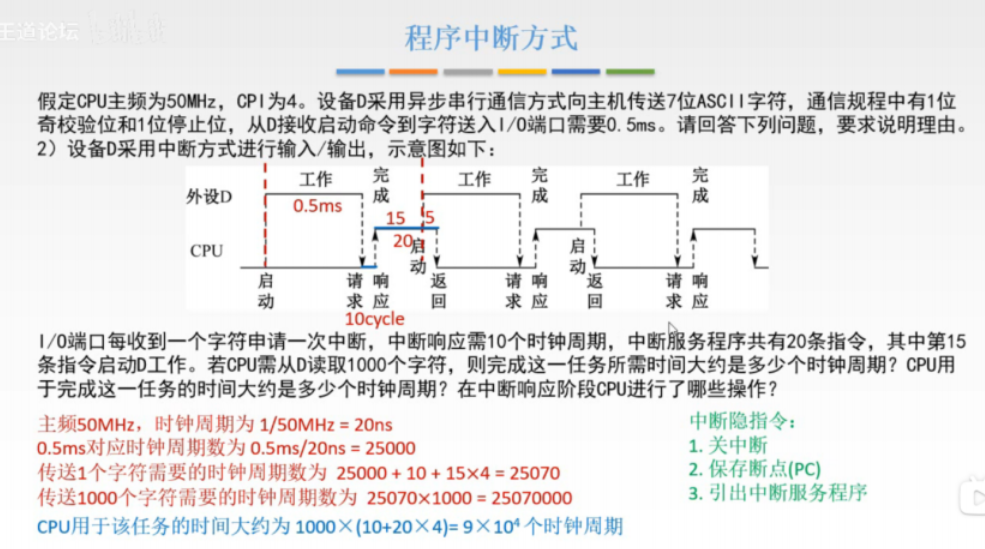 王道论坛
程序中断方式
假定CPU主频为50MHz，CPI为4。设备D采用异步串行通信方式向主机传送7位ASCII字符，通信规程中有1位
奇校验位和1位停止位，从D接收启动命令到字符送入I/O端口需要0.5ms。请回答下列问题，要求说明理由。
2）设备D采用中断方式进行输入/输出，示意图如下：
外设D 工作 完成 工作 完成 工作 完成
0.5ms
15 5
20
CPU
启动 请求 响应 启动 返回 请求 响应 启动 返回 请求 响应
10cycle
I/O端口每收到一个字符申请一次中断，中断响应需10个时钟周期，中断服务程序共有20条指令，其中第15
条指令启动D工作。若CPU需从D读取1000个字符，则完成这一任务所需时间大约是多少个时钟周期？CPU用
于完成这一任务的时间大约是多少个时钟周期？在中断响应阶段CPU进行了哪些操作？
主频50MHz，时钟周期为 1/50MHz = 20ns
0.5ms对应时钟周期数为 0.5ms/20ns = 25000
传送1个字符需要的时钟周期数为 25000 + 10 + 15×4 = 25070
传送1000个字符需要的时钟周期数为 25070×1000 = 25070000
CPU用于该任务的时间大约为 1000×(10+20×4)= 9×10⁴ 个时钟周期
中断隐指令：
1. 关中断
2. 保存断点(PC)
3. 引出中断服务程序